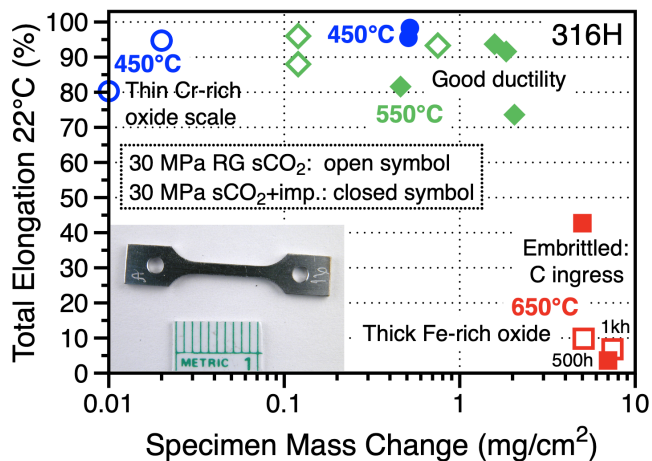 316H
450°C
450°C
Thin Cr-rich
oxide scale
Good ductility
550°C
30 MPa RG sCO₂: open symbol
30 MPa sCO₂+imp.: closed symbol
Embrittled:
C ingress
650°C
Thick Fe-rich oxide
1kh
500h
METRIC 1
Total Elongation 22°C (%)
100
90
80
70
60
50
40
30
20
10
0
0.01
0.1
1
10
Specimen Mass Change (mg/cm²)